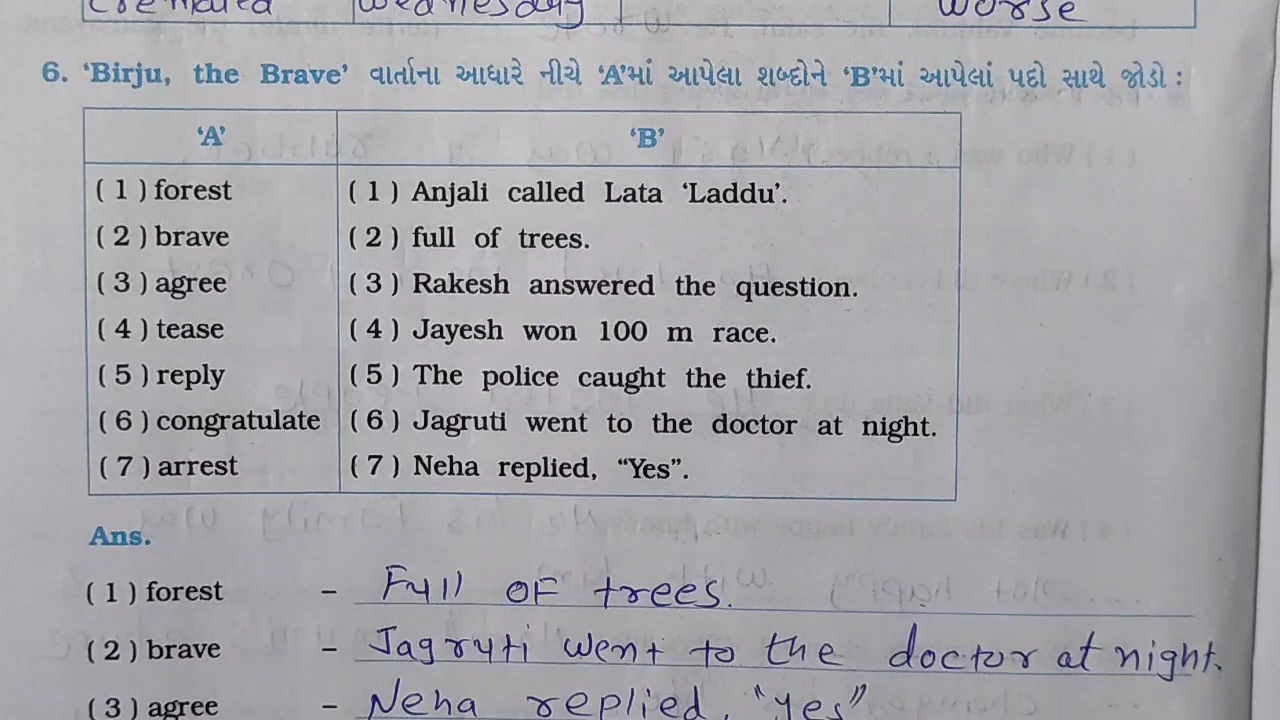 Cremated Wednesday worse
6. 'Birju, the Brave' વાર્તાના આધારે નીચે 'A'માં આપેલા શબ્દોને 'B'માં આપેલાં પદો સાથે જોડો :
'A' 'B'
( 1 ) forest ( 1 ) Anjali called Lata 'Laddu'.
( 2 ) brave ( 2 ) full of trees.
( 3 ) agree ( 3 ) Rakesh answered the question.
( 4 ) tease ( 4 ) Jayesh won 100 m race.
( 5 ) reply ( 5 ) The police caught the thief.
( 6 ) congratulate ( 6 ) Jagruti went to the doctor at night.
( 7 ) arrest ( 7 ) Neha replied, "Yes".
Ans.
( 1 ) forest – Full of trees.
( 2 ) brave – Jagruti went to the doctor at night.
( 3 ) agree – Neha replied, "Yes"